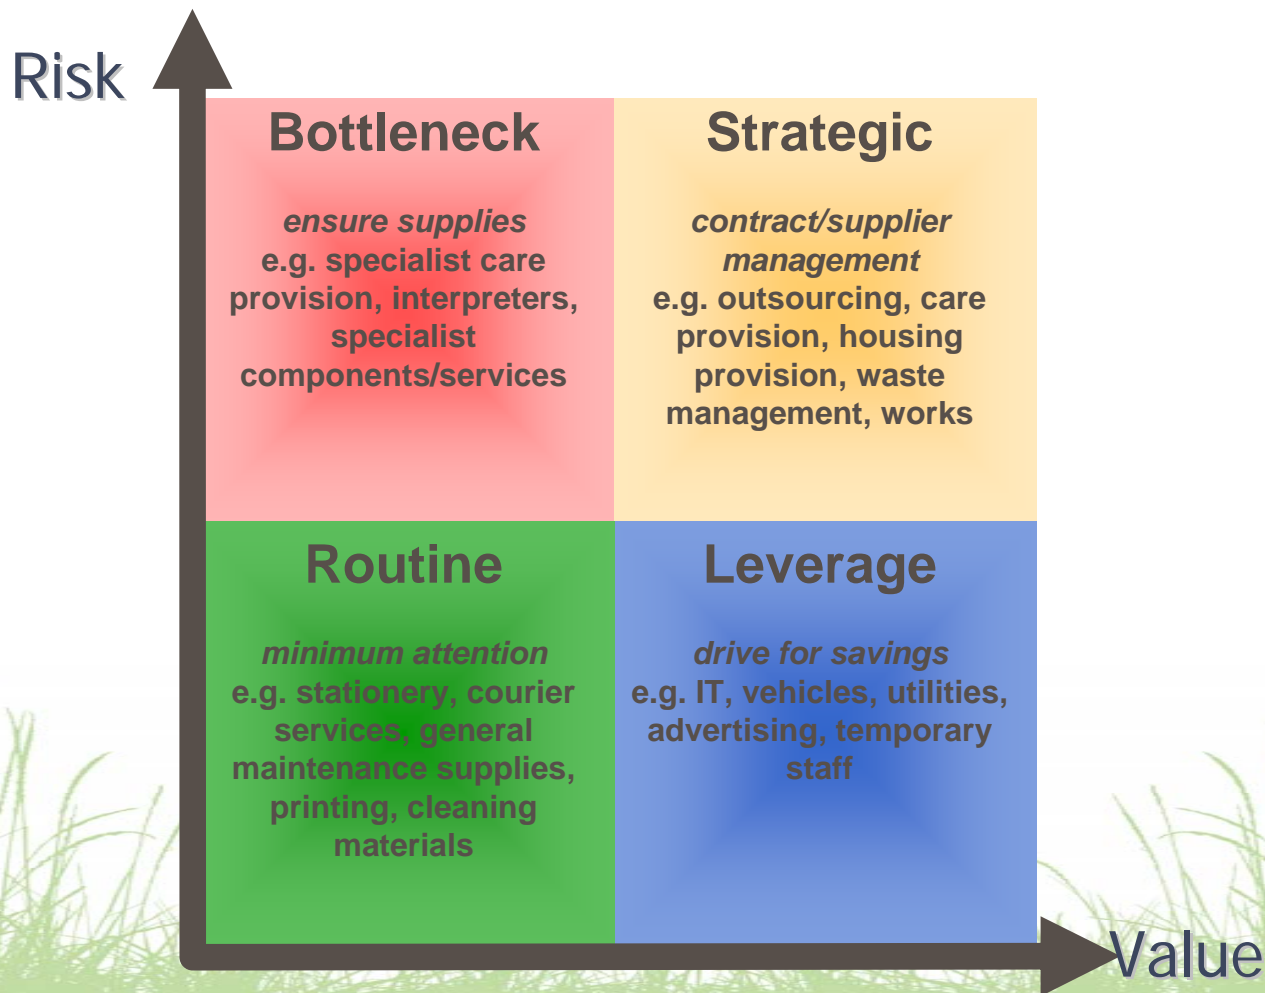 Risk
Bottleneck
ensure supplies
e.g. specialist care
provision, interpreters,
specialist
components/services
Strategic
contract/supplier
management
e.g. outsourcing, care
provision, housing
provision, waste
management, works
Routine
minimum attention
e.g. stationery, courier
services, general
maintenance supplies,
printing, cleaning
materials
Leverage
drive for savings
e.g. IT, vehicles, utilities,
advertising, temporary
staff
Value